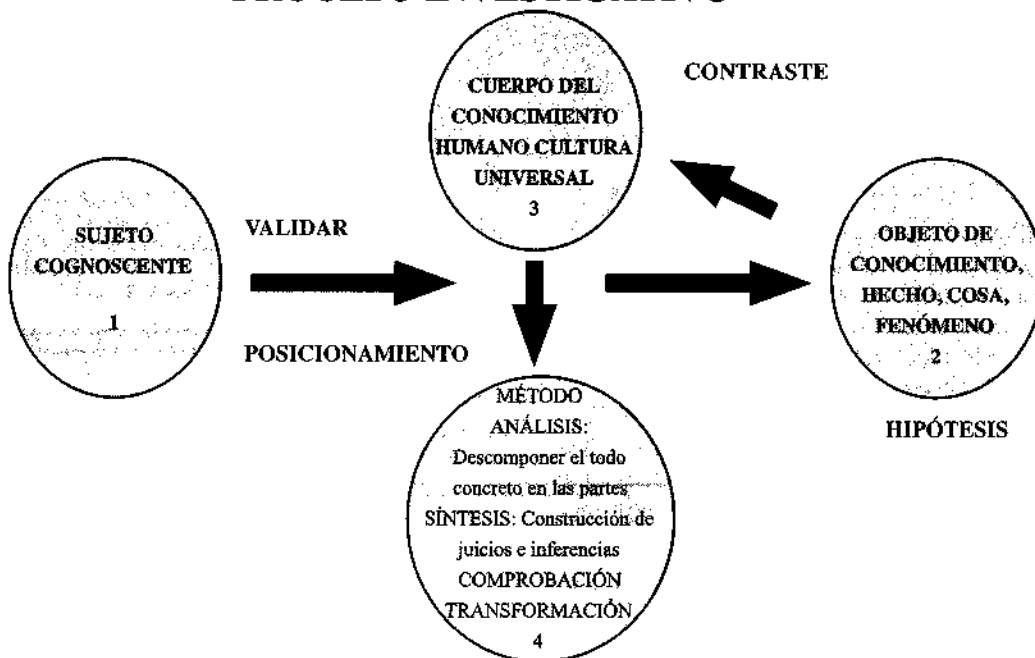 CUERPO DEL
CONOCIMIENTO
HUMANO CULTURA
UNIVERSAL
3
CONTRASTE
SUJETO
COGNOSCENTE
1
VALIDAR
POSICIONAMIENTO
OBJETO DE
CONOCIMIENTO,
HECHO, COSA,
FENÓMENO
2
HIPÓTESIS
MÉTODO
ANÁLISIS:
Descomponer el todo
concreto en las partes
SÍNTESIS: Construcción de
juicios e inferencias
COMPROBACIÓN
TRANSFORMACIÓN
4